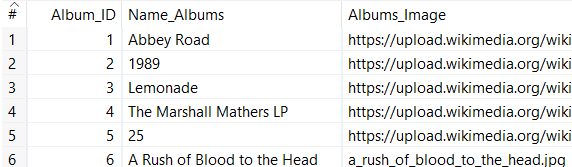 # Album_ID Name_Albums Albums_Image
1 1 Abbey Road https://upload.wikimedia.org/wiki
2 2 1989 https://upload.wikimedia.org/wiki
3 3 Lemonade https://upload.wikimedia.org/wiki
4 4 The Marshall Mathers LP https://upload.wikimedia.org/wiki
5 5 25 https://upload.wikimedia.org/wiki
6 6 A Rush of Blood to the Head a_rush_of_blood_to_the_head.jpg